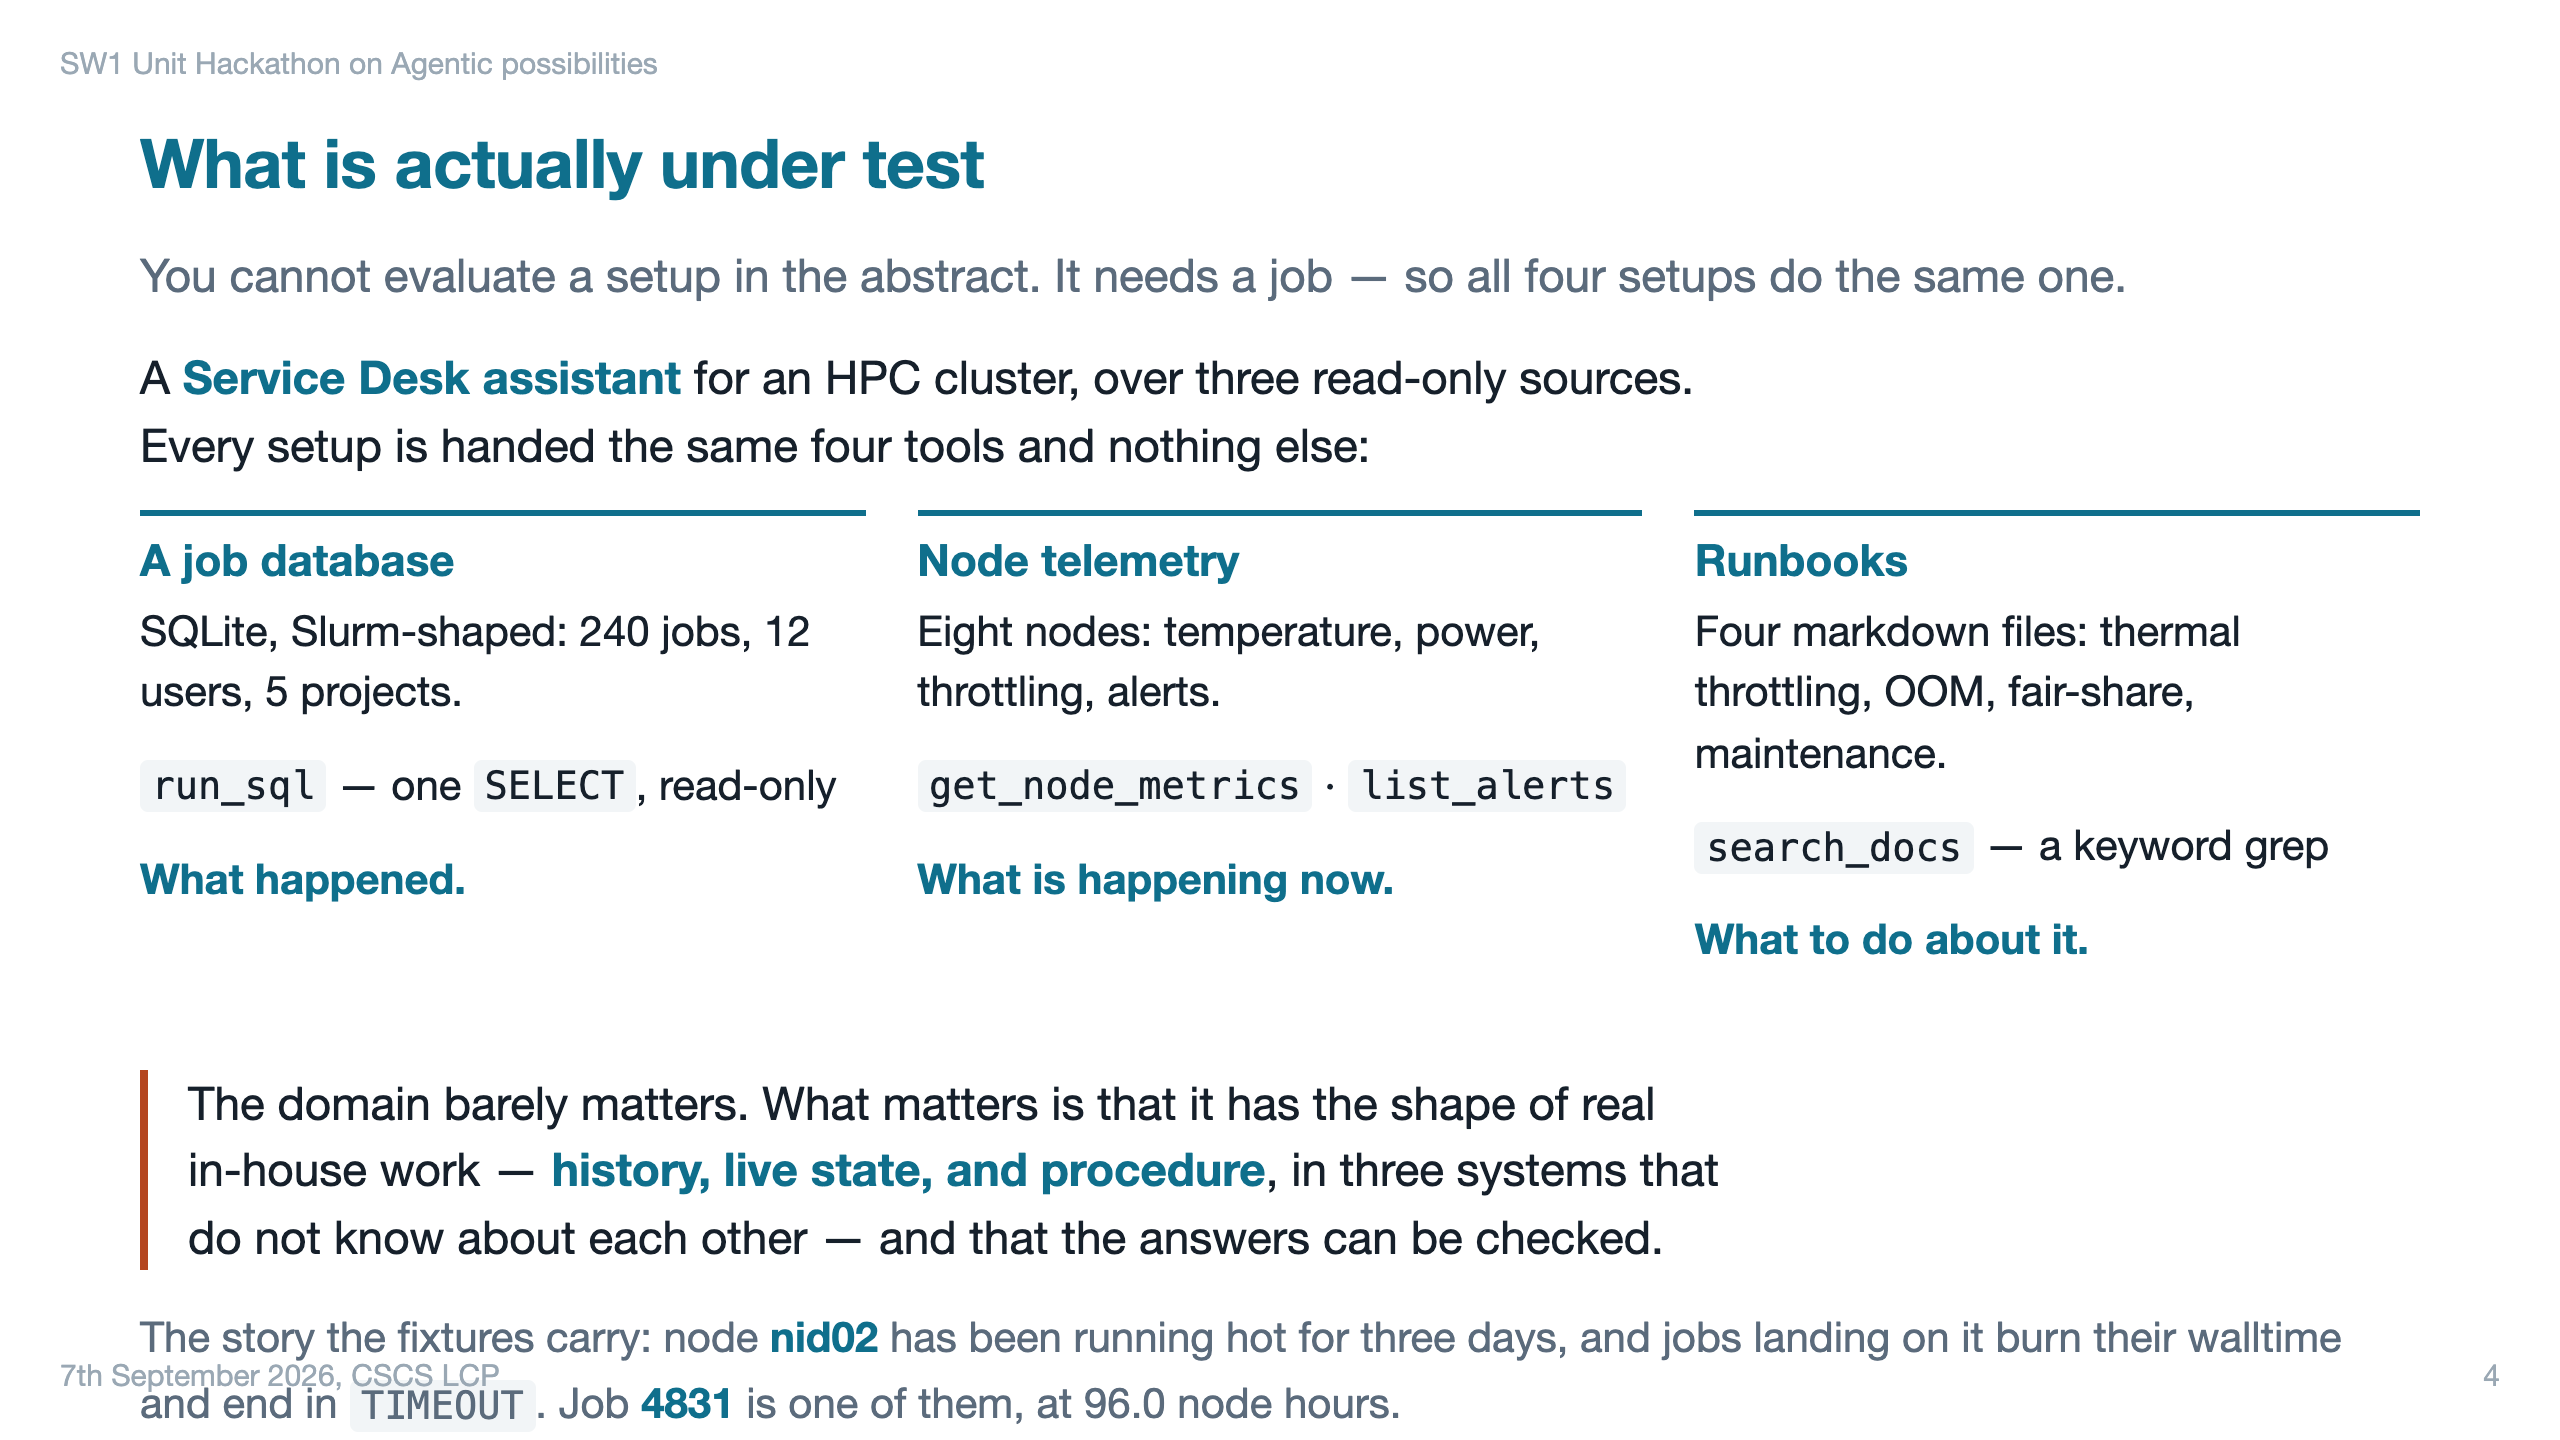 SW1 Unit Hackathon on Agentic possibilities
What is actually under test
You cannot evaluate a setup in the abstract. It needs a job — so all four setups do the same one.
A Service Desk assistant for an HPC cluster, over three read-only sources.
Every setup is handed the same four tools and nothing else:
A job database
SQLite, Slurm-shaped: 240 jobs, 12
users, 5 projects.
run_sql — one SELECT, read-only
What happened.
Node telemetry
Eight nodes: temperature, power,
throttling, alerts.
get_node_metrics · list_alerts
What is happening now.
Runbooks
Four markdown files: thermal
throttling, OOM, fair-share,
maintenance.
search_docs — a keyword grep
What to do about it.
The domain barely matters. What matters is that it has the shape of real
in-house work — history, live state, and procedure, in three systems that
do not know about each other — and that the answers can be checked.
The story the fixtures carry: node nid02 has been running hot for three days, and jobs landing on it burn their walltime
and end in TIMEOUT. Job 4831 is one of them, at 96.0 node hours.
7th September 2026, CSCS LCP
4